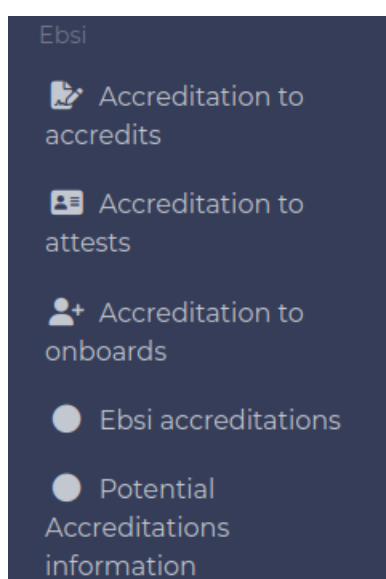 Ebsi
Accreditation to
accredits
Accreditation to
attests
Accreditation to
onboards
Ebsi accreditations
Potential
Accreditations
information